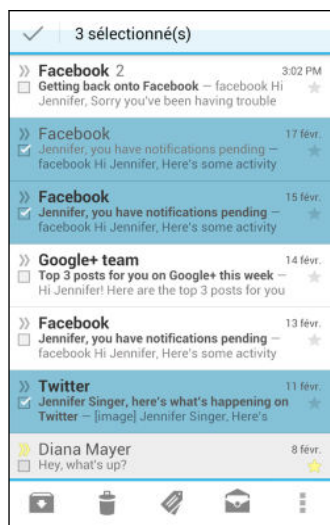 3 sélectionné(s)
Facebook 2 3:02 PM
Getting back onto Facebook – facebook Hi
Jennifer, Sorry you've been having trouble
Facebook 17 févr.
Jennifer, you have notifications pending –
facebook Hi Jennifer, Here's some activity
Facebook 15 févr.
Jennifer, you have notifications pending –
facebook Hi Jennifer, Here's some activity
Google+ team 14 févr.
Top 3 posts for you on Google+ this week –
Hi Jennifer! Here are the top 3 posts for you
Facebook 13 févr.
Jennifer, you have notifications pending –
facebook Hi Jennifer, Here's some activity
Twitter 11 févr.
Jennifer Singer, here's what's happening on
Twitter – [image] Jennifer Singer, Here's
Diana Mayer 8 févr.
Hey, what's up?